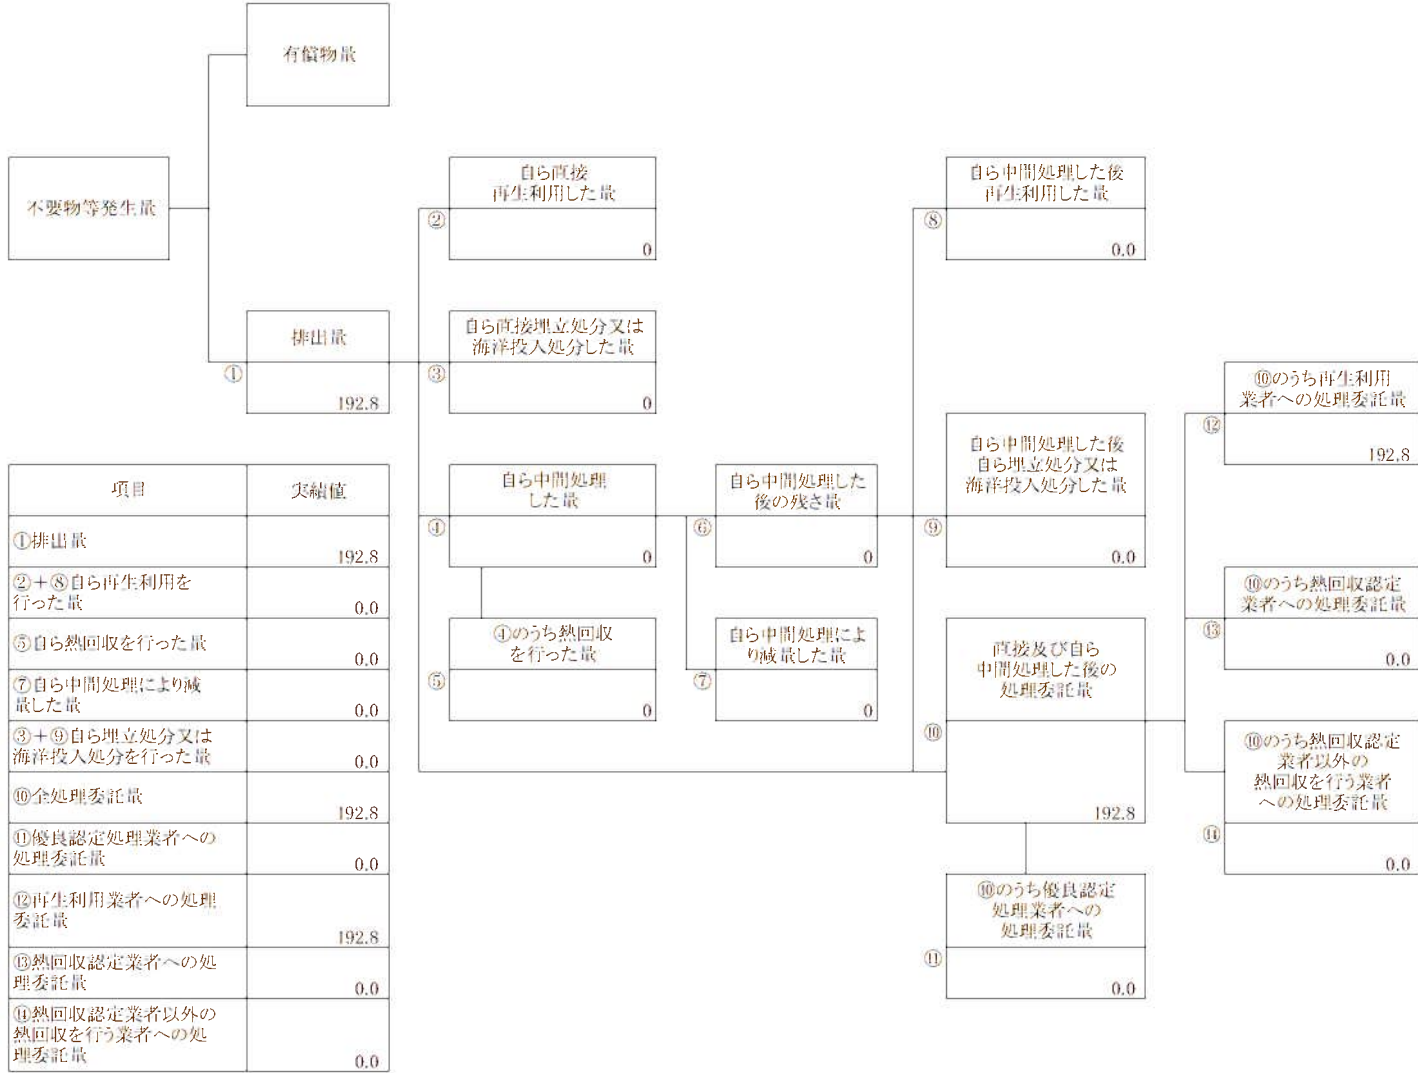 有償物量
不要物等発生量
排出量
①
192.8
自ら直接
再生利用した量
②
0
自ら直接埋立処分又は
海洋投入処分した量
③
0
自ら中間処理
した量
④
0
④のうち熱回収
を行った量
⑤
0
自ら中間処理した
後の残さ量
⑥
0
自ら中間処理によ
り減量した量
⑦
0
自ら中間処理した後
再生利用した量
⑧
0.0
自ら中間処理した後
自ら埋立処分又は
海洋投入処分した量
⑨
0.0
直接及び自ら
中間処理した後の
処理委託量
⑩
192.8
⑩のうち優良認定
処理業者への
処理委託量
⑪
0.0
⑩のうち再生利用
業者への処理委託量
⑫
192.8
⑩のうち熱回収認定
業者への処理委託量
⑬
0.0
⑩のうち熱回収認定
業者以外の
熱回収を行う業者
への処理委託量
⑭
0.0
項目
実績値
①排出量
192.8
②+⑧自ら再生利用を
行った量
0.0
⑤自ら熱回収を行った量
0.0
⑦自ら中間処理により減
量した量
0.0
③+⑨自ら埋立処分又は
海洋投入処分を行った量
0.0
⑩全処理委託量
192.8
⑪優良認定処理業者への
処理委託量
0.0
⑫再生利用業者への処理
委託量
192.8
⑬熱回収認定業者への処
理委託量
0.0
⑭熱回収認定業者以外の
熱回収を行う業者への処
理委託量
0.0